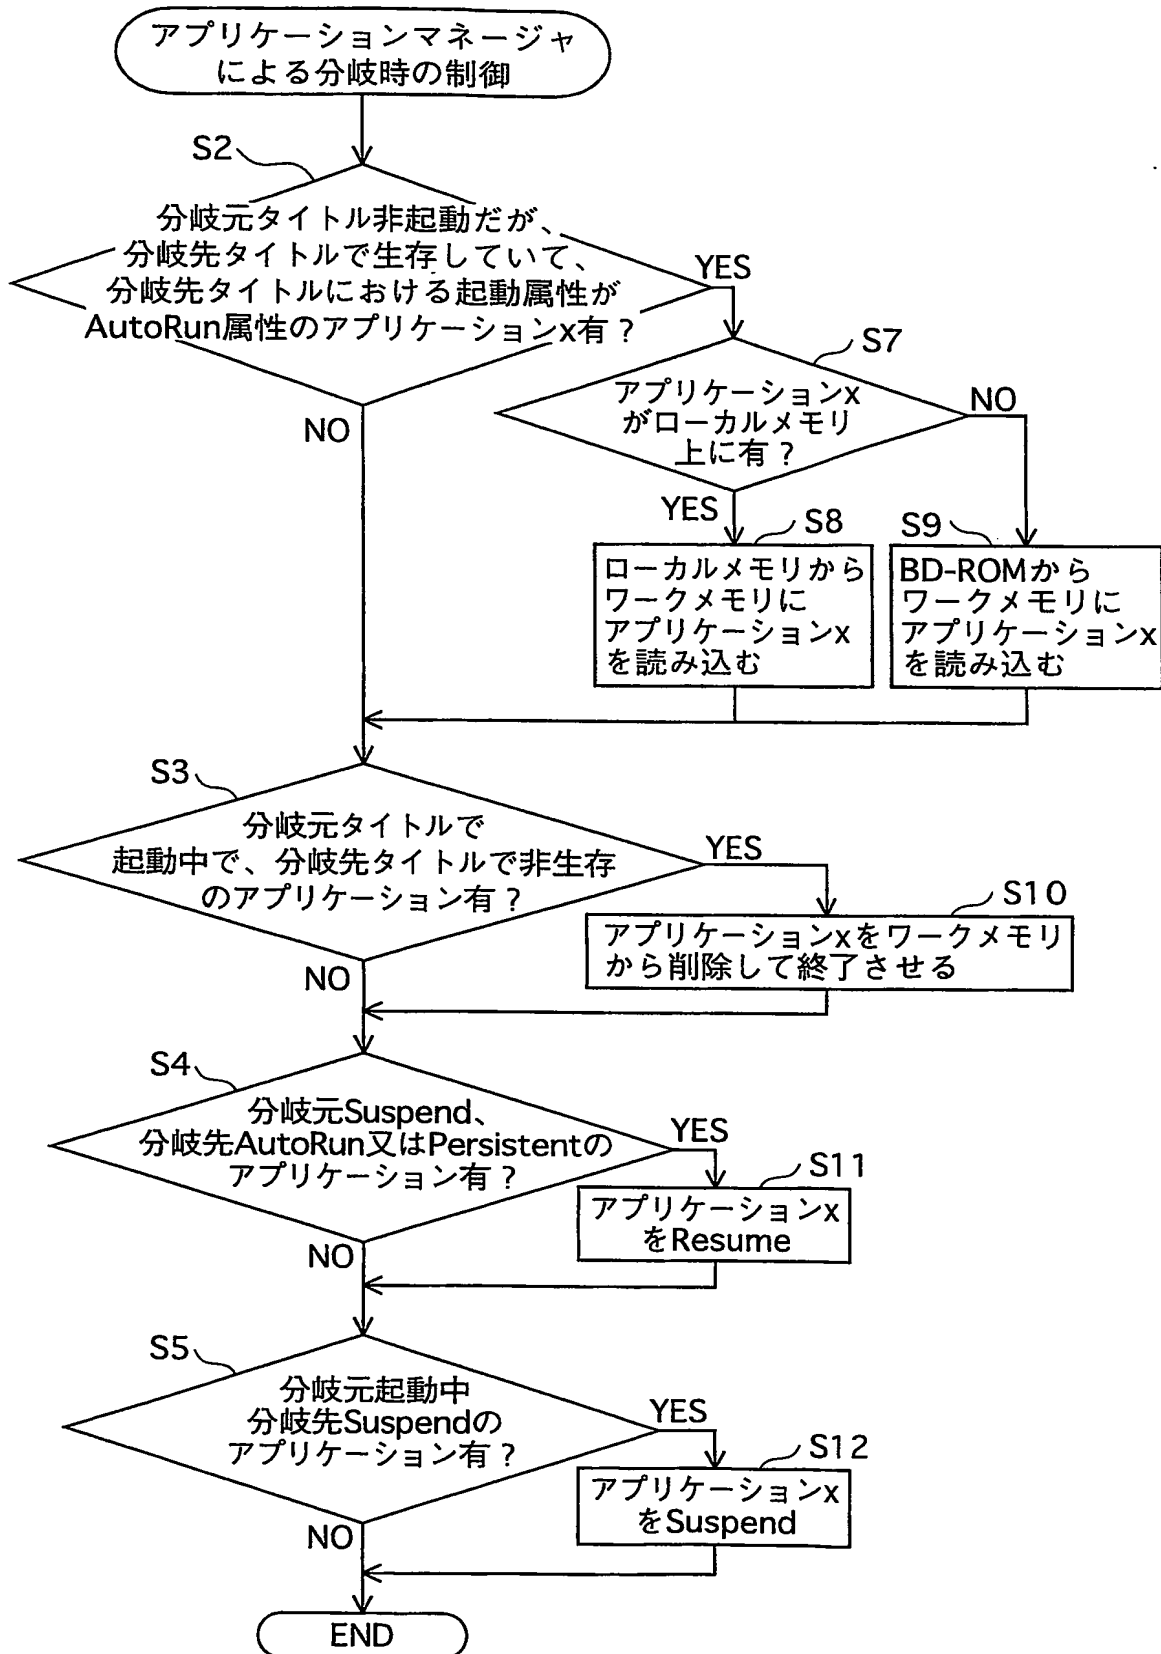 アプリケーションマネージャ
による分岐時の制御
S2
分岐元タイトル非起動だが、
分岐先タイトルで生存していて、
分岐先タイトルにおける起動属性が
AutoRun属性のアプリケーションx有？
YES
NO
S7
アプリケーションx
がローカルメモリ
上に有？
NO
YES
S8
ローカルメモリから
ワークメモリに
アプリケーションx
を読み込む
S9
BD-ROMから
ワークメモリに
アプリケーションx
を読み込む
S3
分岐元タイトルで
起動中で、分岐先タイトルで非生存
のアプリケーション有？
YES
NO
S10
アプリケーションxをワークメモリ
から削除して終了させる
S4
分岐元Suspend、
分岐先AutoRun又はPersistentの
アプリケーション有？
YES
NO
S11
アプリケーションx
をResume
S5
分岐元起動中
分岐先Suspendの
アプリケーション有？
YES
NO
S12
アプリケーションx
をSuspend
END